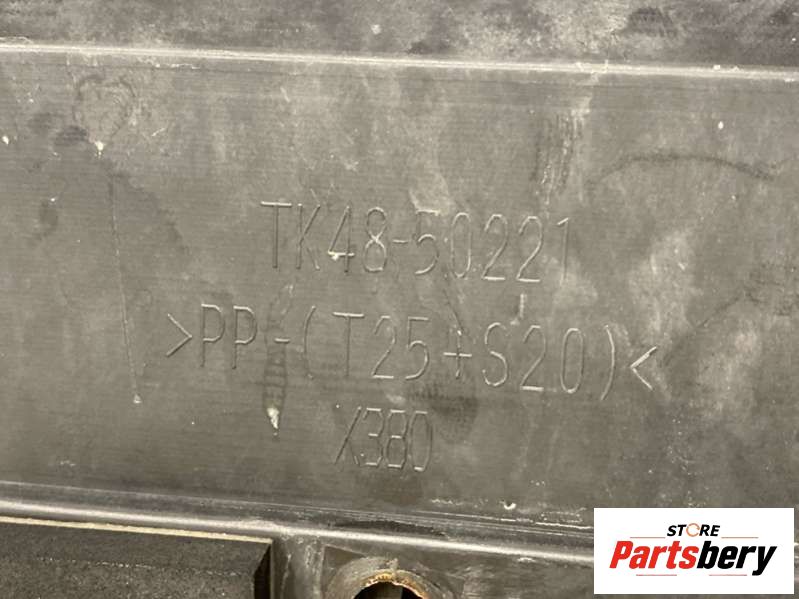 TK48-50221
>PP-(T25+S20)<
X380
STORE
Partsbery